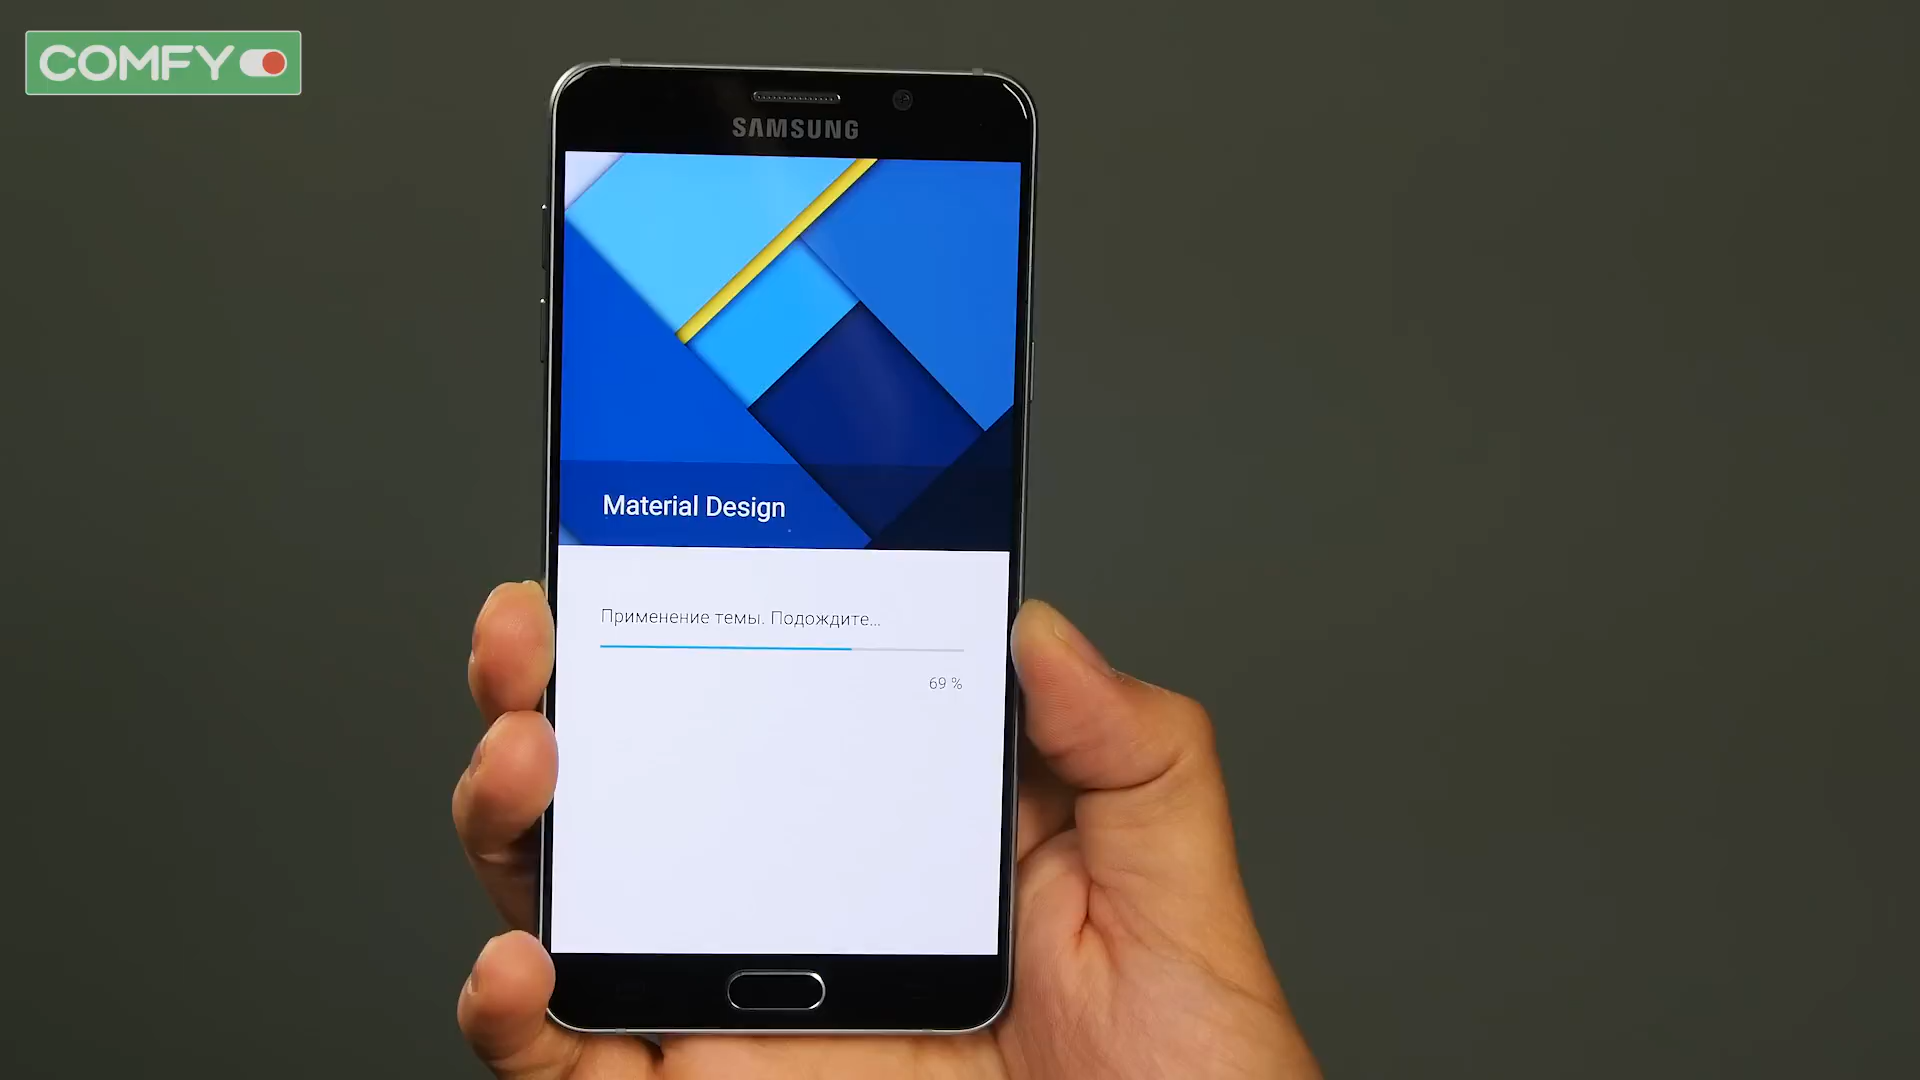 COMFY
SAMSUNG
Material Design
Применение темы. Подождите...
69 %